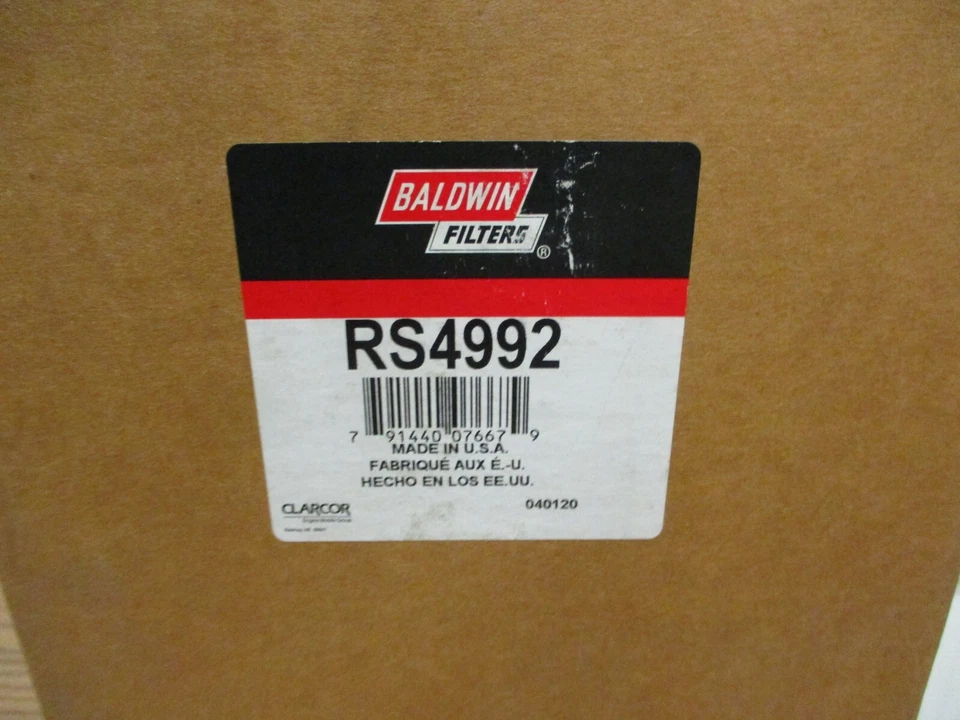 BALDWIN
FILTERS
®
RS4992
7 91440 07667 9
MADE IN U.S.A.
FABRIQUÉ AUX É.-U.
HECHO EN LOS EE.UU.
CLARCOR
040120